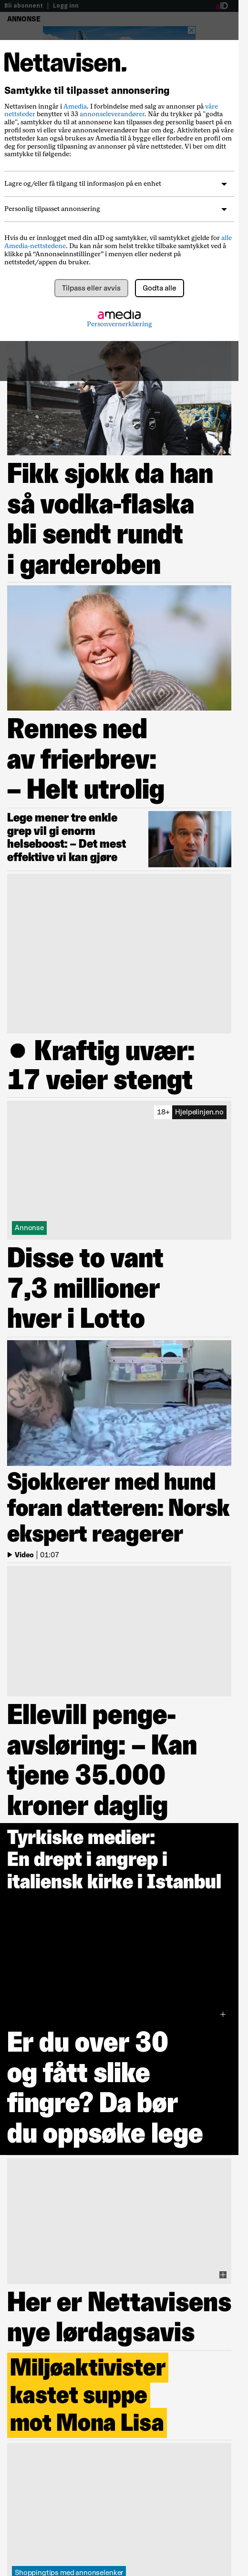 Bli abonnent | Logg inn
ANNONSE
Nettavisen.
Samtykke til tilpasset annonsering
Nettavisen inngår i Amedia. I forbindelse med salg av annonser på våre
nettsteder benytter vi 33 annonseleverandører. Når du trykker på "godta
alle", samtykker du til at annonsene kan tilpasses deg personlig basert på en
profil som vi eller våre annonseleverandører har om deg. Aktiviteten på våre
nettsteder kan også brukes av Amedia til å bygge eller forbedre en profil om
deg for personlig tilpasning av annonser på våre nettsteder. Vi ber om ditt
samtykke til følgende:
Lagre og/eller få tilgang til informasjon på en enhet
Personlig tilpasset annonsering
Hvis du er innlogget med din aID og samtykker, vil samtykket gjelde for alle
Amedia-nettstedene. Du kan når som helst trekke tilbake samtykket ved å
klikke på “Annonseinnstillinger” i menyen eller nederst på
nettstedet/appen du bruker.
Tilpass eller avvis
Godta alle
amedia
Personvernerklæring
Fikk sjokk da han
så vodka-flaska
bli sendt rundt
i garderoben
Rennes ned
av frierbrev:
– Helt utrolig
Lege mener tre enkle
grep vil gi enorm
helseboost: – Det mest
effektive vi kan gjøre
● Kraftig uvær:
17 veier stengt
18+ Hjelpelinjen.no
Annonse
Disse to vant
7,3 millioner
hver i Lotto
Sjokkerer med hund
foran datteren: Norsk
ekspert reagerer
Video | 01:07
Ellevill penge-
avsløring: – Kan
tjene 35.000
kroner daglig
Tyrkiske medier:
En drept i angrep i
italiensk kirke i Istanbul
Er du over 30
og fått slike
fingre? Da bør
du oppsøke lege
Her er Nettavisens
nye lørdagsavis
Miljøaktivister
kastet suppe
mot Mona Lisa
Shoppingtips med annonselenker